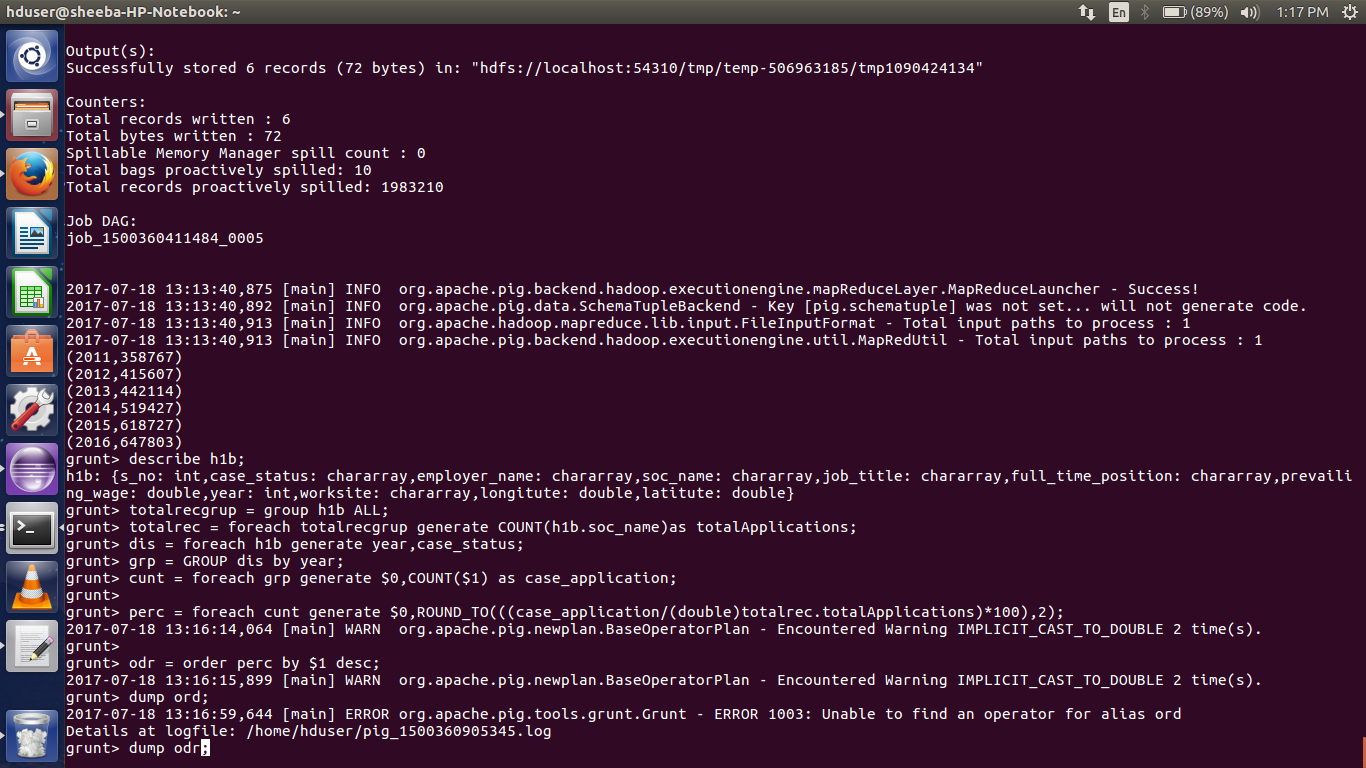 hduser@sheeba-HP-Notebook: ~
En
(89%)
1:17 PM
Output(s):
Successfully stored 6 records (72 bytes) in: "hdfs://localhost:54310/tmp/temp-506963185/tmp1090424134"
Counters:
Total records written : 6
Total bytes written : 72
Spillable Memory Manager spill count : 0
Total bags proactively spilled: 10
Total records proactively spilled: 1983210
Job DAG:
job_1500360411484_0005
2017-07-18 13:13:40,875 [main] INFO  org.apache.pig.backend.hadoop.executionengine.mapReduceLayer.MapReduceLauncher - Success!
2017-07-18 13:13:40,892 [main] INFO  org.apache.pig.data.SchemaTupleBackend - Key [pig.schematuple] was not set... will not generate code.
2017-07-18 13:13:40,913 [main] INFO  org.apache.hadoop.mapreduce.lib.input.FileInputFormat - Total input paths to process : 1
2017-07-18 13:13:40,913 [main] INFO  org.apache.pig.backend.hadoop.executionengine.util.MapRedUtil - Total input paths to process : 1
(2011,358767)
(2012,415607)
(2013,442114)
(2014,519427)
(2015,618727)
(2016,647803)
grunt> describe h1b;
h1b: {s_no: int,case_status: chararray,employer_name: chararray,soc_name: chararray,job_title: chararray,full_time_position: chararray,prevaili
ng_wage: double,year: int,worksite: chararray,longitute: double,latitute: double}
grunt> totalrecgrup = group h1b ALL;
grunt> totalrec = foreach totalrecgrup generate COUNT(h1b.soc_name)as totalApplications;
grunt> dis = foreach h1b generate year,case_status;
grunt> grp = GROUP dis by year;
grunt> cunt = foreach grp generate $0,COUNT($1) as case_application;
grunt>
grunt> perc = foreach cunt generate $0,ROUND_TO(((case_application/(double)totalrec.totalApplications)*100),2);
2017-07-18 13:16:14,064 [main] WARN  org.apache.pig.newplan.BaseOperatorPlan - Encountered Warning IMPLICIT_CAST_TO_DOUBLE 2 time(s).
grunt>
grunt> odr = order perc by $1 desc;
2017-07-18 13:16:15,899 [main] WARN  org.apache.pig.newplan.BaseOperatorPlan - Encountered Warning IMPLICIT_CAST_TO_DOUBLE 2 time(s).
grunt> dump ord;
2017-07-18 13:16:59,644 [main] ERROR org.apache.pig.tools.grunt.Grunt - ERROR 1003: Unable to find an operator for alias ord
Details at logfile: /home/hduser/pig_1500360905345.log
grunt> dump odr;